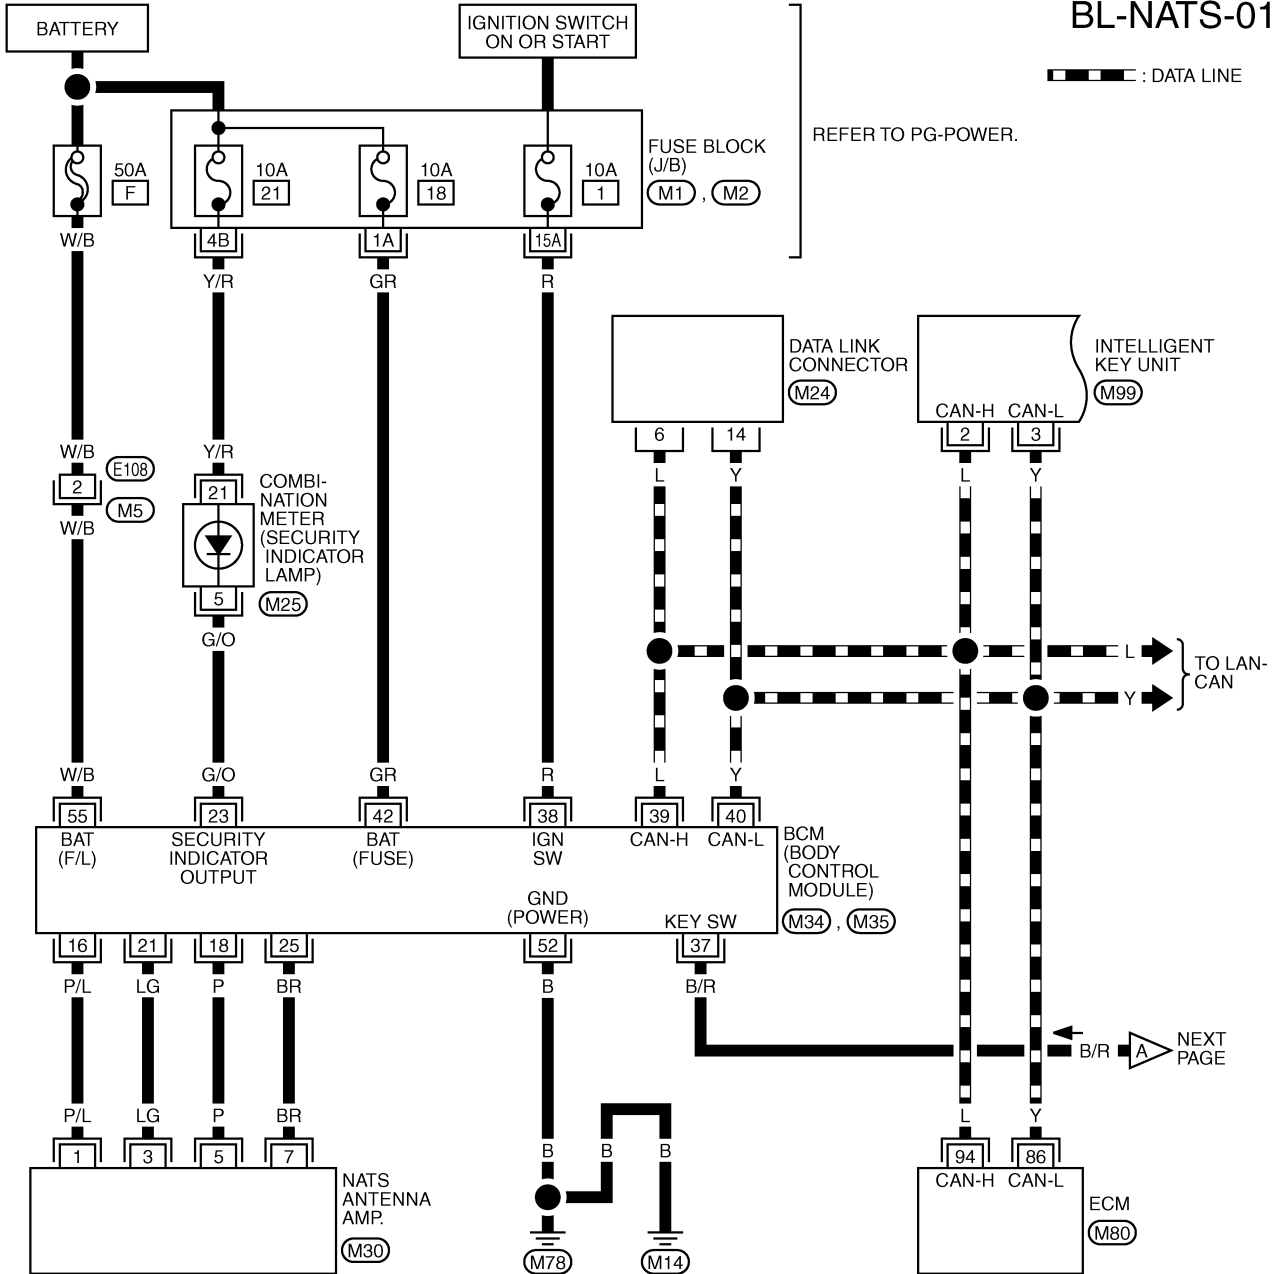 BL-NATS-01
BATTERY
IGNITION SWITCH
ON OR START
: DATA LINE
REFER TO PG-POWER.
50A
F
10A
21
10A
18
10A
1
FUSE BLOCK
(J/B)
M1 , M2
4B
1A
15A
W/B
Y/R
GR
R
DATA LINK
CONNECTOR
M24
INTELLIGENT
KEY UNIT
M99
CAN-H
CAN-L
6
14
2
3
L
Y
L
Y
W/B
Y/R
E108
2
M5
W/B
21
COMBI-
NATION
METER
(SECURITY
INDICATOR
LAMP)
5
M25
G/O
L
Y
TO LAN-
CAN
W/B
G/O
GR
R
L
Y
55
23
42
38
39
40
BAT
(F/L)
SECURITY
INDICATOR
OUTPUT
BAT
(FUSE)
IGN
SW
CAN-H
CAN-L
BCM
(BODY
CONTROL
MODULE)
M34 , M35
GND
(POWER)
KEY SW
16
21
18
25
52
37
P/L
LG
P
BR
B
B/R
B/R
A
NEXT
PAGE
P/L
LG
P
BR
B
B
B
L
Y
1
3
5
7
94
86
NATS
ANTENNA
AMP.
M30
M78
M14
CAN-H
CAN-L
ECM
M80